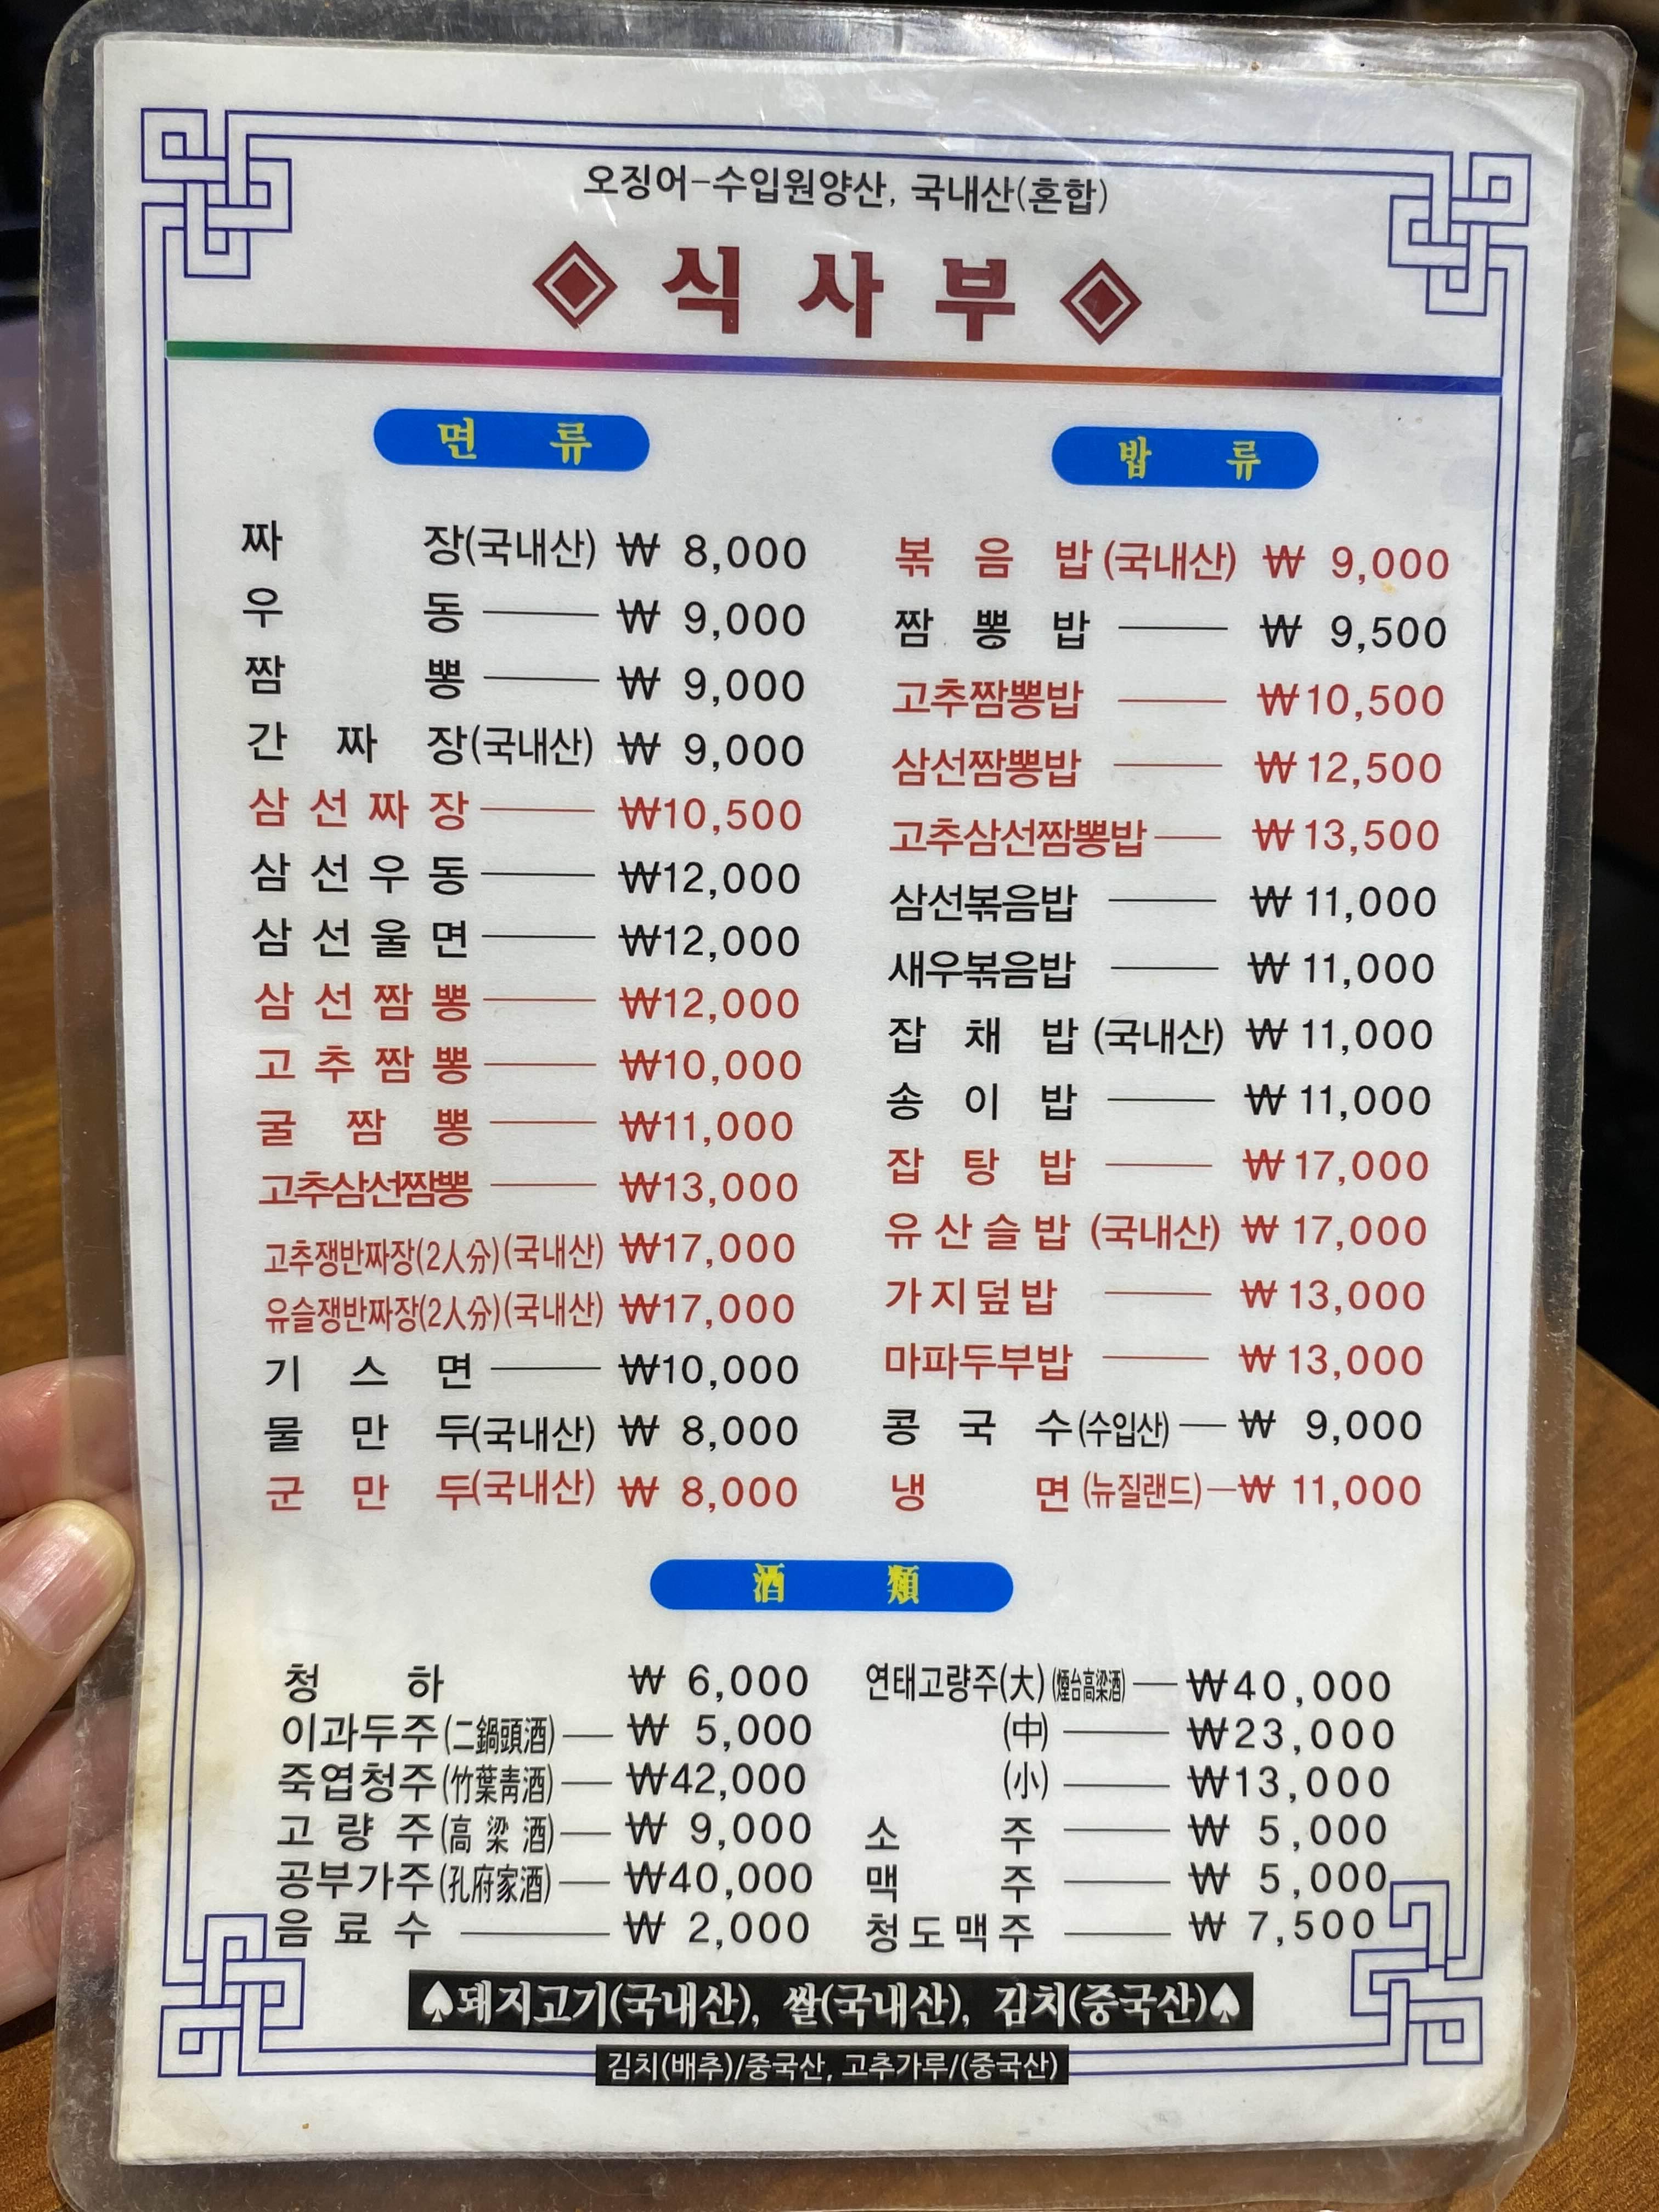 오징어-수입원양산, 국내산(혼합)
식사부
면 류
짜 장(국내산) ₩ 8,000
우 동 ₩ 9,000
짬 뽕 ₩ 9,000
간 짜 장(국내산) ₩ 9,000
삼선짜장 ₩10,500
삼선우동 ₩12,000
삼선울면 ₩12,000
삼선짬뽕 ₩12,000
고추짬뽕 ₩10,000
굴 짬 뽕 ₩11,000
고추삼선짬뽕 ₩13,000
고추쟁반짜장(2人分)(국내산) ₩17,000
유슬쟁반짜장(2人分)(국내산) ₩17,000
기 스 면 ₩10,000
물 만 두(국내산) ₩ 8,000
군 만 두(국내산) ₩ 8,000
밥 류
볶 음 밥 (국내산) ₩ 9,000
짬 뽕 밥 ₩ 9,500
고추짬뽕밥 ₩10,500
삼선짬뽕밥 ₩12,500
고추삼선짬뽕밥 ₩13,500
삼선볶음밥 ₩11,000
새우볶음밥 ₩11,000
잡 채 밥 (국내산) ₩11,000
송 이 밥 ₩11,000
잡 탕 밥 ₩17,000
유산슬밥 (국내산) ₩17,000
가지덮밥 ₩13,000
마파두부밥 ₩13,000
콩 국 수(수입산) ₩ 9,000
냉 면 (뉴질랜드) ₩11,000
酒 類
청 하 ₩ 6,000
이과두주(二鍋頭酒) ₩ 5,000
죽엽청주(竹葉靑酒) ₩42,000
고량주(高粱酒) ₩ 9,000
공부가주(孔府家酒) ₩40,000
음료수 ₩ 2,000
연태고량주(大)(煙台高粱酒) ₩40,000
(中) ₩23,000
(小) ₩13,000
소 주 ₩ 5,000
맥 주 ₩ 5,000
청도맥주 ₩ 7,500
♠돼지고기(국내산), 쌀(국내산), 김치(중국산)♠
김치(배추)/중국산, 고추가루/(중국산)